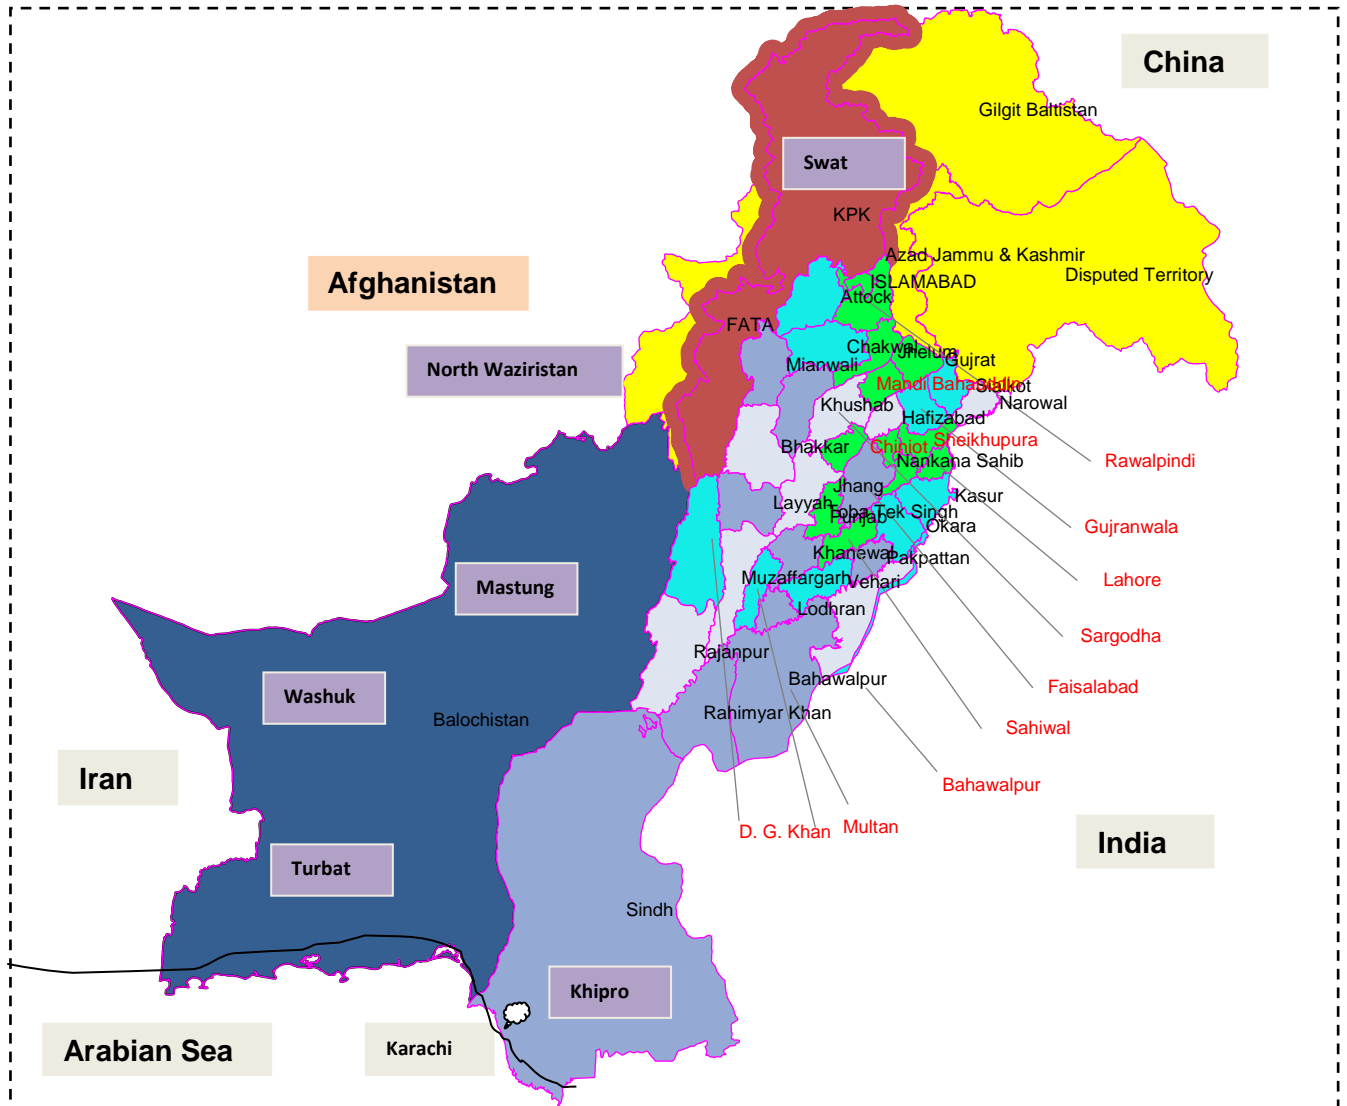 China
Gilgit Baltistan
Swat
KPK
Azad Jammu & Kashmir
Disputed Territory
Afghanistan
ISLAMABAD
Attock
FATA
Chakwal
Jhelum
Gujrat
North Waziristan
Mianwali
Mandi Bahauddin
Sialkot
Narowal
Khushab
Hafizabad
Bhakkar
Chiniot
Sheikhupura
Nankana Sahib
Rawalpindi
Jhang
Kasur
Layyah
Toba Tek Singh
Punjab
Okara
Gujranwala
Khanewal
Pakpattan
Mastung
Muzaffargarh
Vehari
Lahore
Lodhran
Sargodha
Rajanpur
Bahawalpur
Faisalabad
Washuk
Balochistan
Rahimyar Khan
Sahiwal
Iran
Bahawalpur
D. G. Khan
Multan
India
Turbat
Sindh
Khipro
Arabian Sea
Karachi